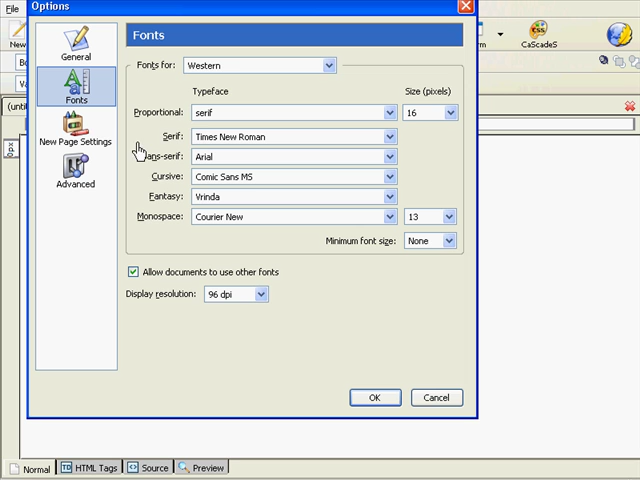 Options
File
New
CSS
CaScadeS
General
Fonts
New Page Settings
Advanced
Fonts
Fonts for: Western
Typeface Size (pixels)
Proportional: serif 16
Serif: Times New Roman
ans-serif: Arial
Cursive: Comic Sans MS
Fantasy: Vrinda
Monospace: Courier New 13
Minimum font size: None
Allow documents to use other fonts
Display resolution: 96 dpi
OK Cancel
0px
Normal TD HTML Tags Source Preview